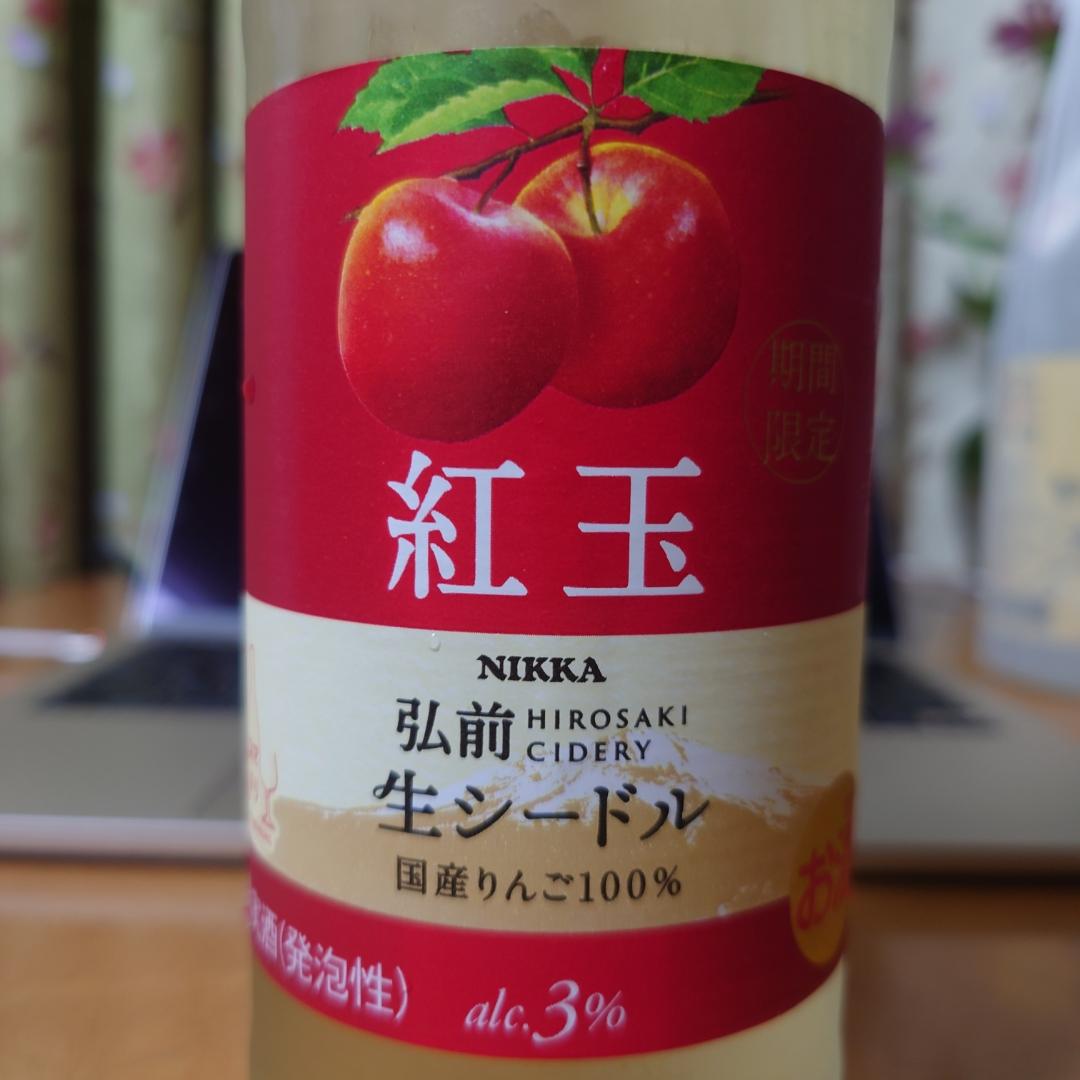 期間
限定
紅玉
NIKKA
弘前 HIROSAKI
CIDERY
生シードル
国産りんご100%
酒(発泡性)
alc.3%